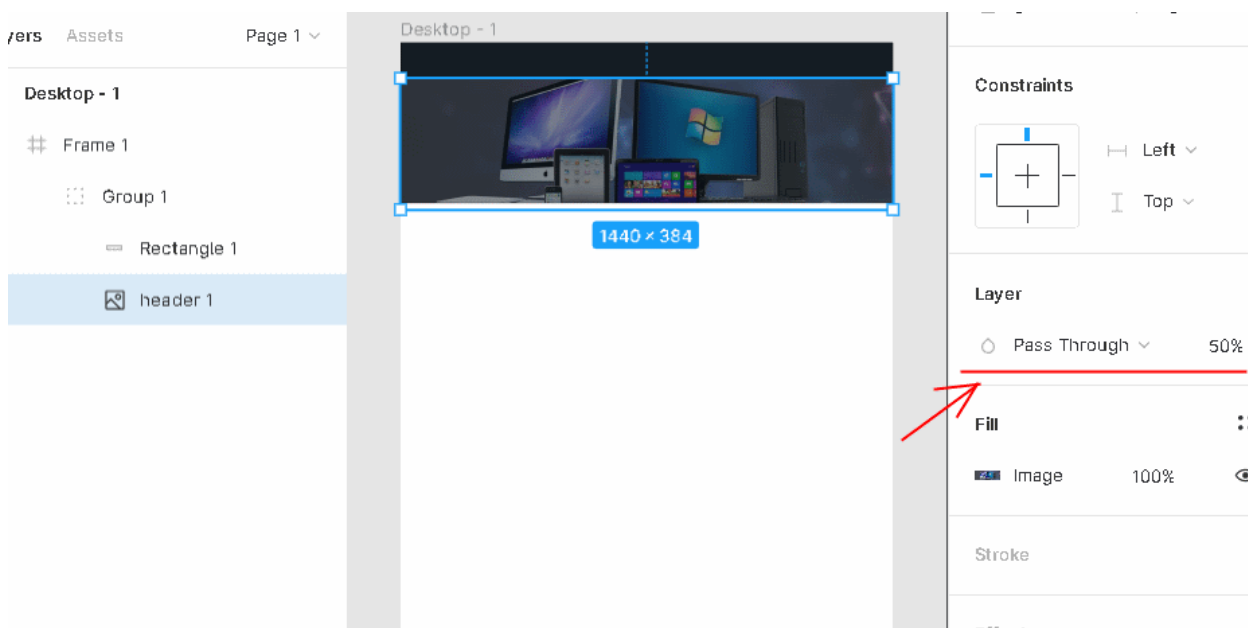 yers Assets Page 1
Desktop - 1
Frame 1
Group 1
Rectangle 1
header 1
Desktop - 1
1440 × 384
Constraints
Left
Top
Layer
Pass Through 50%
Fill
Image 100%
Stroke